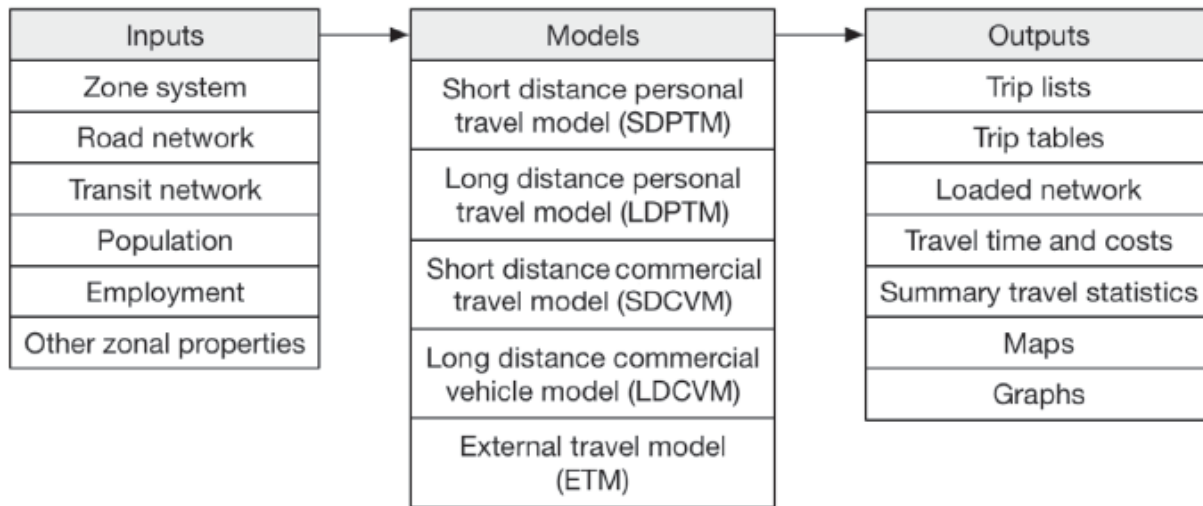 Inputs
Zone system
Road network
Transit network
Population
Employment
Other zonal properties
Models
Short distance personal
travel model (SDPTM)
Long distance personal
travel model (LDPTM)
Short distance commercial
travel model (SDCVM)
Long distance commercial
vehicle model (LDCVM)
External travel model
(ETM)
Outputs
Trip lists
Trip tables
Loaded network
Travel time and costs
Summary travel statistics
Maps
Graphs